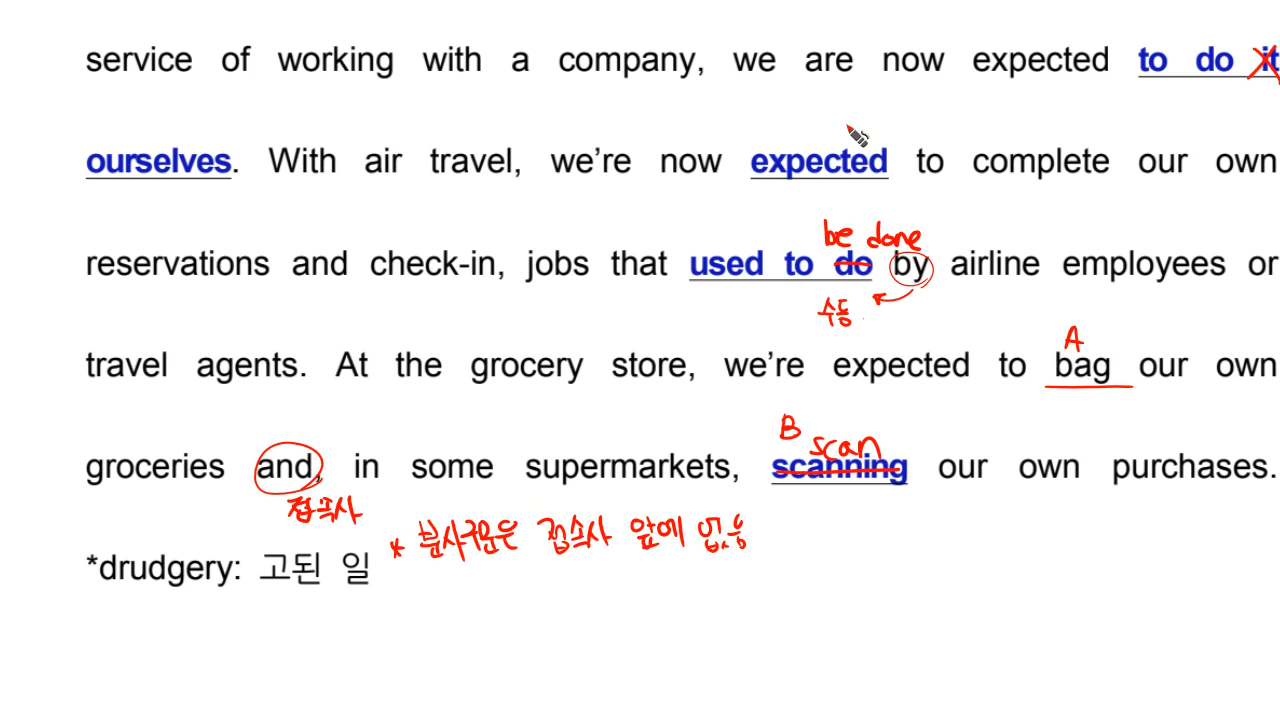 service of working with a company, we are now expected to do it
ourselves. With air travel, we're now expected to complete our own
be done
reservations and check-in, jobs that used to do by airline employees or
수동
A
travel agents. At the grocery store, we're expected to bag our own
B scan
groceries and, in some supermarkets, scanning our own purchases.
접속사
* 분사구문은 접속사 앞에 없음
*drudgery: 고된 일